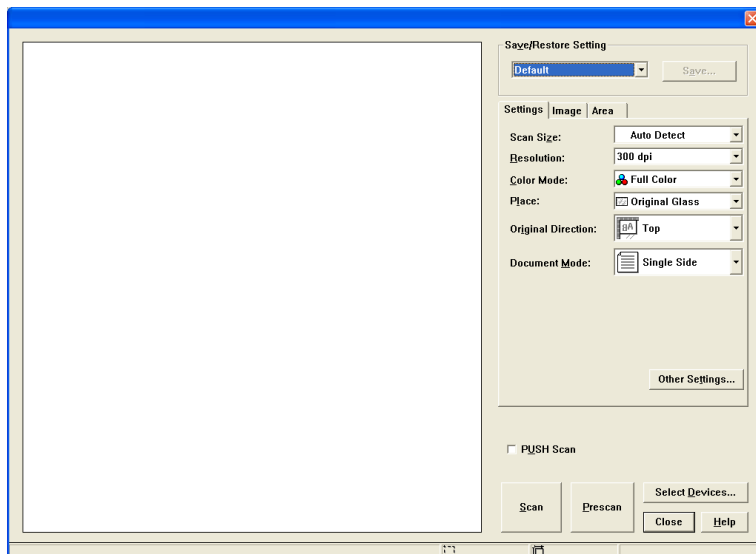 Save/Restore Setting
Default
Save...
Settings Image Area
Scan Size: Auto Detect
Resolution: 300 dpi
Color Mode: Full Color
Place: Original Glass
Original Direction: Top
Document Mode: Single Side
Other Settings...
PUSH Scan
Select Devices...
Scan Prescan
Close Help